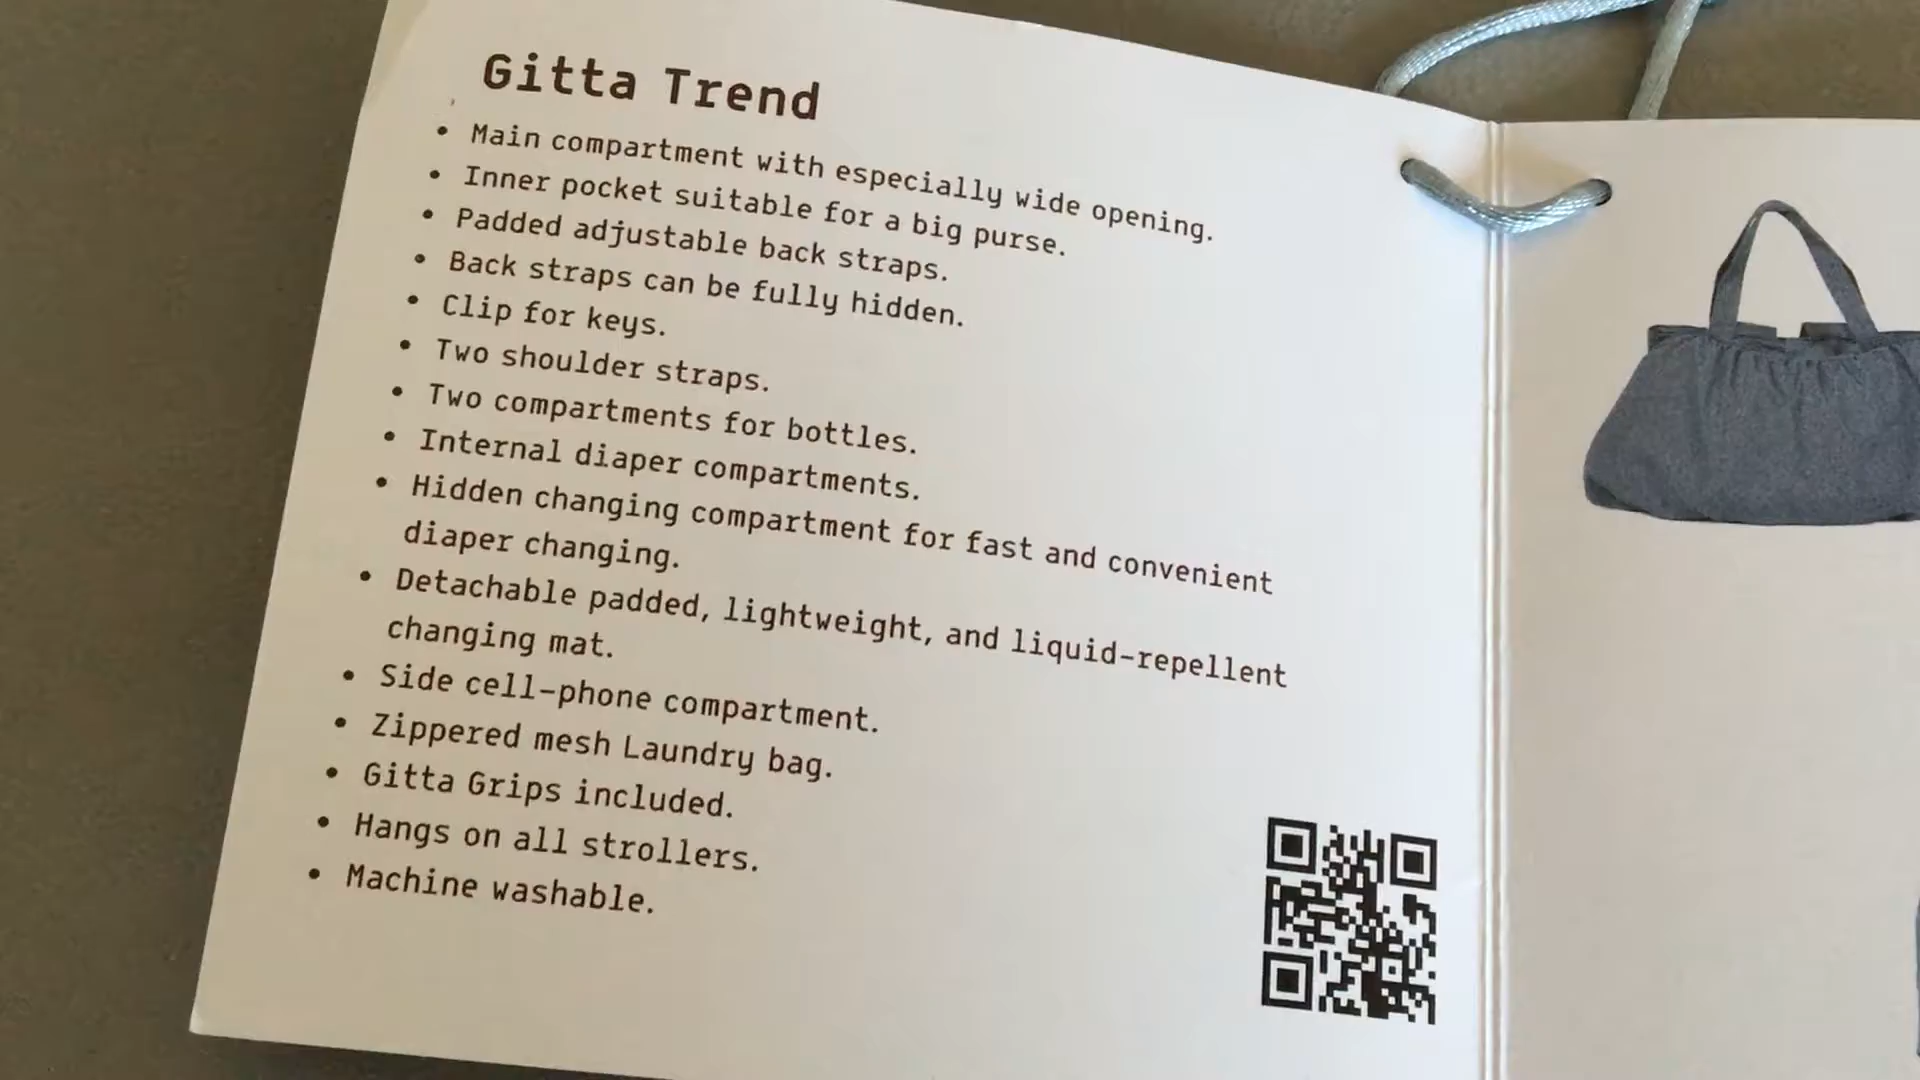 Gitta Trend
• Main compartment with especially wide opening.
• Inner pocket suitable for a big purse.
• Padded adjustable back straps.
• Back straps can be fully hidden.
• Clip for keys.
• Two shoulder straps.
• Two compartments for bottles.
• Internal diaper compartments.
• Hidden changing compartment for fast and convenient
diaper changing.
• Detachable padded, lightweight, and liquid-repellent
changing mat.
• Side cell-phone compartment.
• Zippered mesh Laundry bag.
• Gitta Grips included.
• Hangs on all strollers.
• Machine washable.